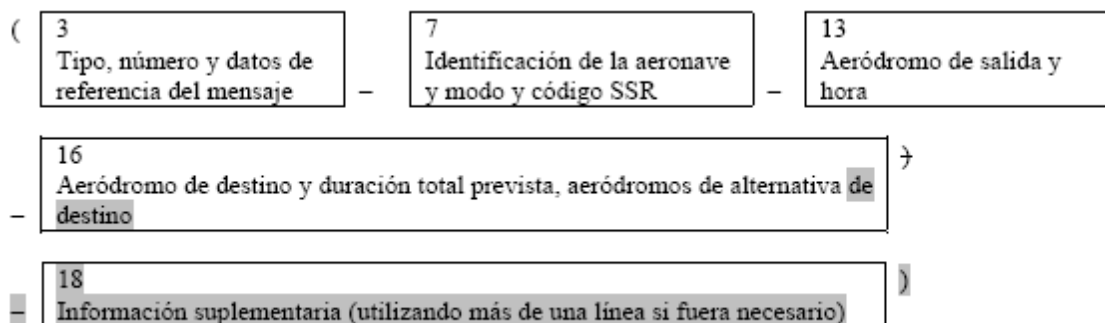 ( 3 7 13
Tipo, número y datos de Identificación de la aeronave Aeródromo de salida y
referencia del mensaje – y modo y código SSR – hora
16 )
Aeródromo de destino y duración total prevista, aeródromos de alternativa de
– destino
18 )
– Información suplementaria (utilizando más de una línea si fuera necesario)